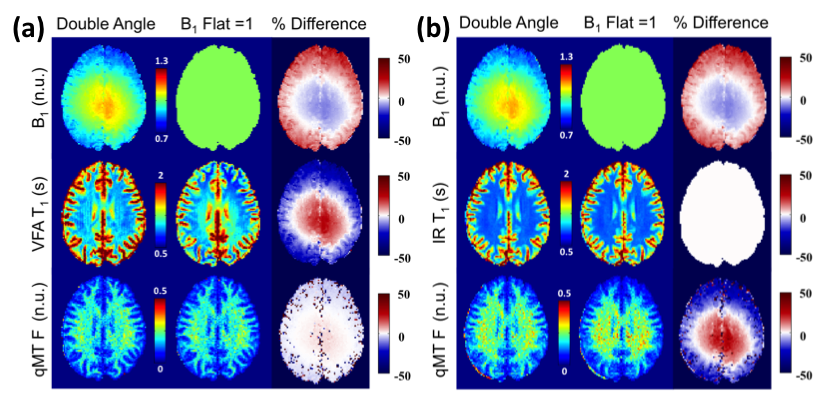 (a) Double Angle B1 Flat =1 % Difference
B1 (n.u.) 1.3 0.7 50 0 -50
VFA T1 (s) 2 0.5 50 0 -50
qMT F (n.u.) 0.5 0 50 0 -50
(b) Double Angle B1 Flat =1 % Difference
B1 (n.u.) 1.3 0.7 50 0 -50
IR T1 (s) 2 0.5 50 0 -50
qMT F (n.u.) 0.5 0 50 0 -50